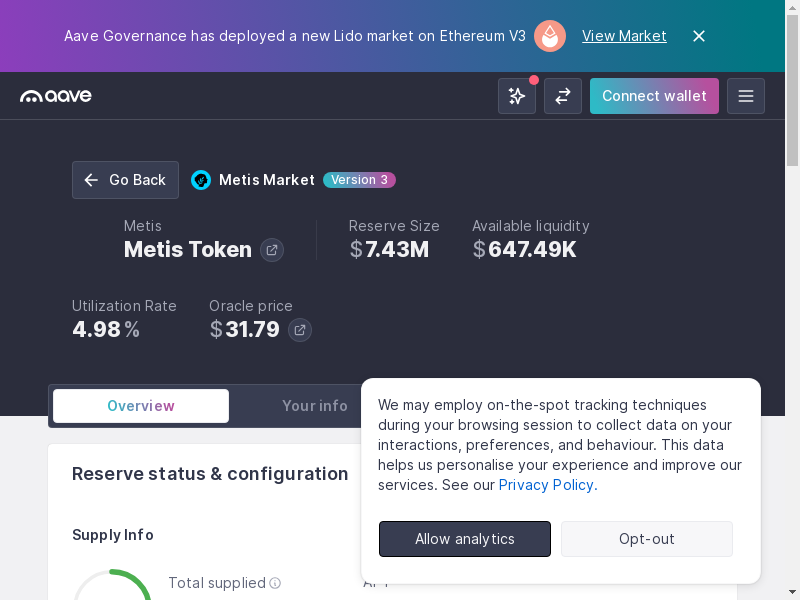 Aave Governance has deployed a new Lido market on Ethereum V3 View Market
aave Connect wallet
Go Back Metis Market Version 3
Metis Reserve Size Available liquidity
Metis Token $7.43M $647.49K
Utilization Rate Oracle price
4.98% $31.79
Overview Your info
We may employ on-the-spot tracking techniques
during your browsing session to collect data on your
interactions, preferences, and behaviour. This data
helps us personalise your experience and improve our
services. See our Privacy Policy.
Allow analytics Opt-out
Reserve status & configuration
Supply Info
Total supplied